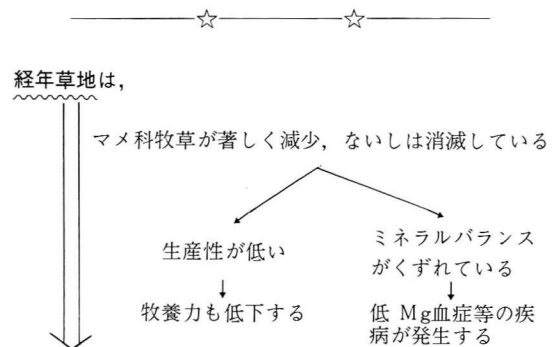 経年草地は，
マメ科牧草が著しく減少，ないしは消滅している
生産性が低い
牧養力も低下する
ミネラルバランス
がくずれている
低 Mg血症等の疾
病が発生する